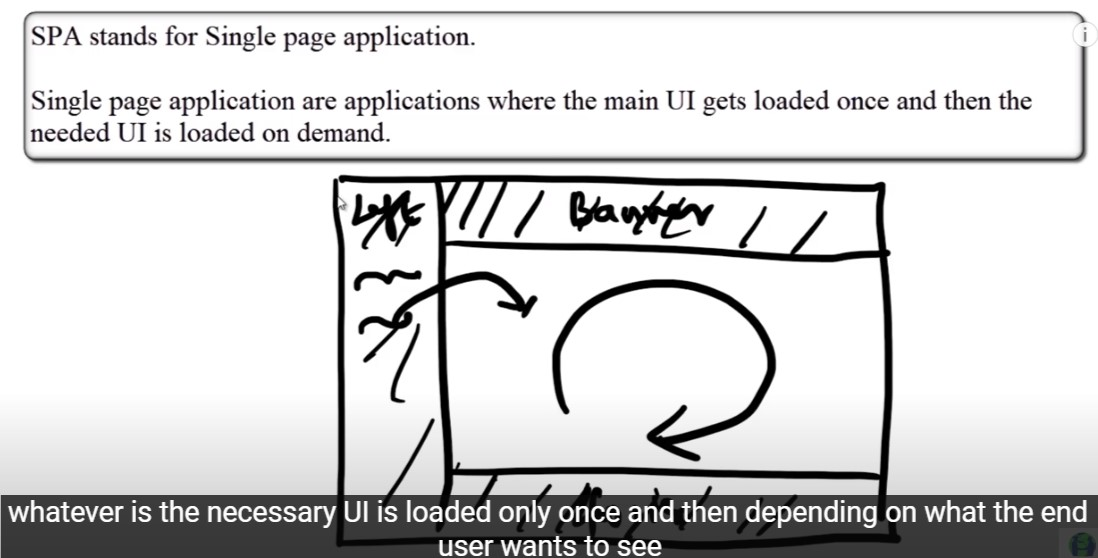 SPA stands for Single page application.
Single page application are applications where the main UI gets loaded once and then the
needed UI is loaded on demand.
i
Left
Banner
whatever is the necessary UI is loaded only once and then depending on what the end
user wants to see